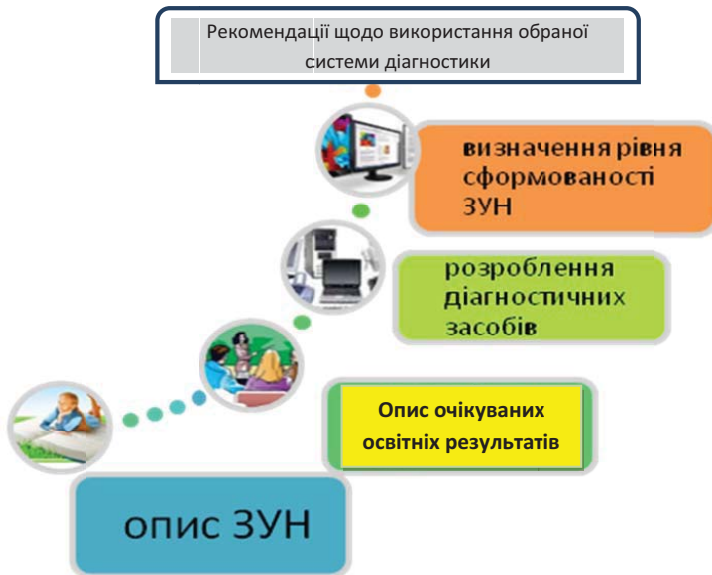 Рекомендації щодо використання обраної
системи діагностики
визначення рівня
сформованості
ЗУН
розроблення
діагностичних
засобів
Опис очікуваних
освітніх результатів
опис ЗУН